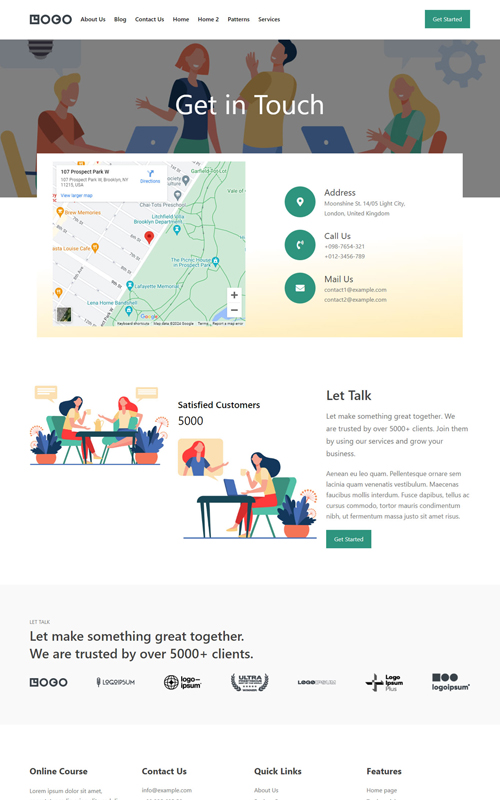 LOGO
About Us
Blog
Contact Us
Home
Home 2
Patterns
Services
Get Started
Get in Touch
107 Prospect Park W
107 Prospect Park W, Brooklyn, NY
11215, USA
Directions
View larger map
Brew Memories
8th St
Chai Tots Preschool
Litchfield Villa
Brooklyn Department
Garfield-Tot-Lot
Vale of
The Picnic House
in Prospect Park
Lafayette Memorial
Lena Home Bandshell
Google
Keyboard shortcuts
Map data ©2024 Google
Terms
Report a map error
Address
Moonshine St. 14/05 Light City,
London, United Kingdom
Call Us
+098-7654-321
+012-3456-789
Mail Us
contact1@example.com
contact2@example.com
Satisfied Customers
5000
Let Talk
Let make something great together. We
are trusted by over 5000+ clients. Join them
by using our services and grow your
business.
Aenean eu leo quam. Pellentesque ornare sem
lacinia quam venenatis vestibulum. Maecenas
faucibus mollis interdum. Fusce dapibus, tellus ac
cursus commodo, tortor mauris condimentum
nibh, ut fermentum massa justo sit amet risus.
Get Started
LET TALK
Let make something great together.
We are trusted by over 5000+ clients.
LOGO
LOGOIPSUM
logo-
ipsum
ULTRA
LOGOIPSUM
Logo
Ipsum
Plus
logoipsum
Online Course
Lorem ipsum dolor sit amet,
Contact Us
info@example.com
Quick Links
About Us
Features
Home page